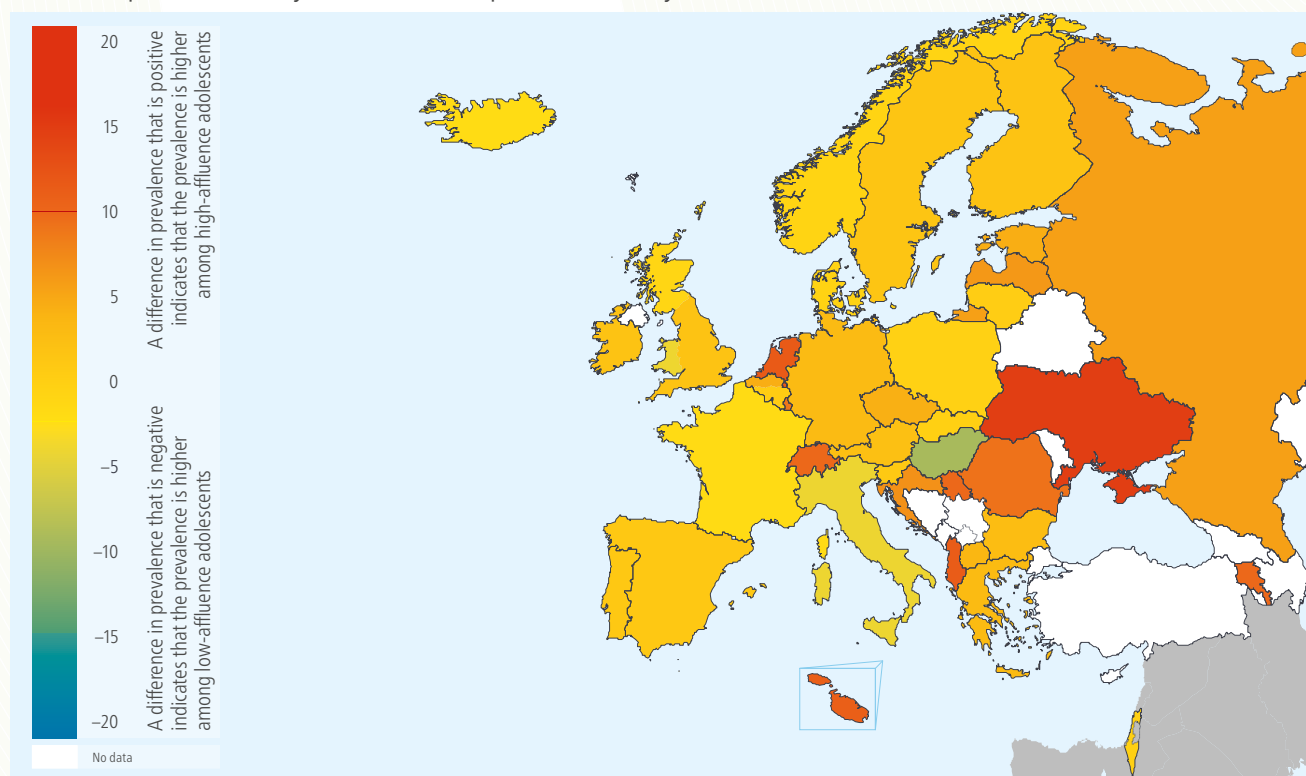 20
15
10
5
0
–5
–10
–15
–20
A difference in prevalence that is positive
indicates that the prevalence is higher
among high-affluence adolescents
A difference in prevalence that is negative
indicates that the prevalence is higher
among low-affluence adolescents
No data